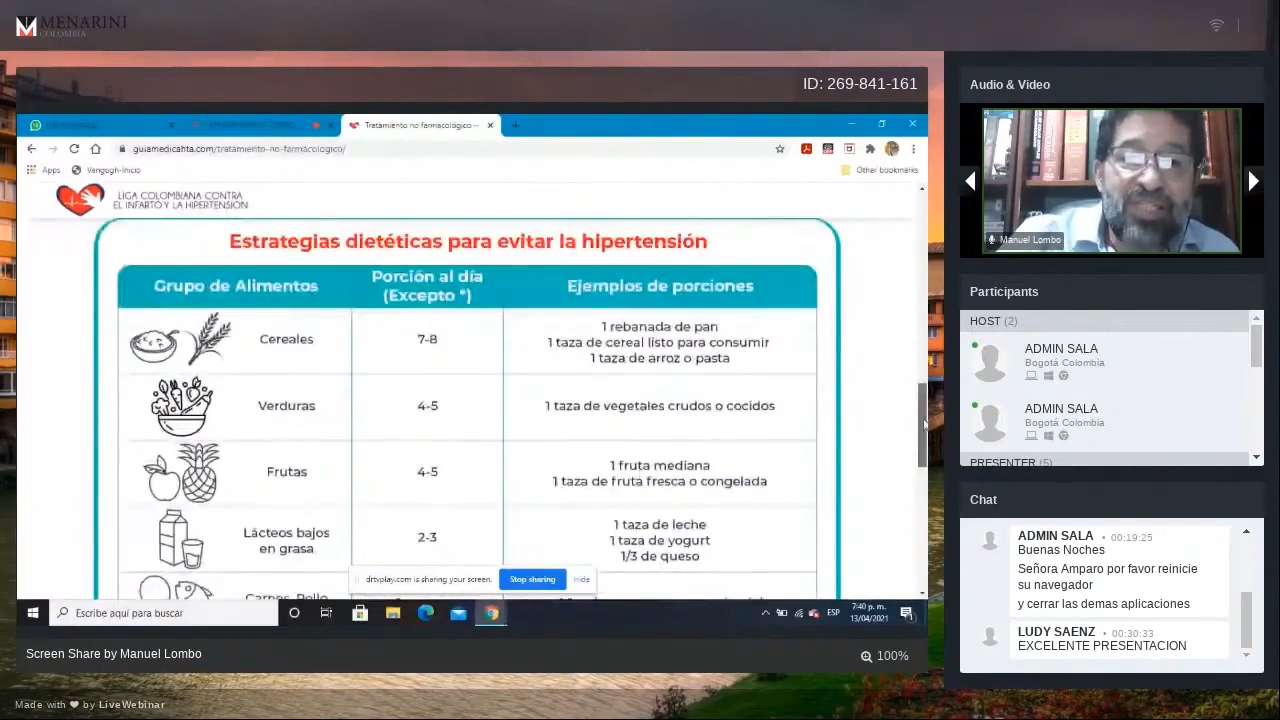 MENARINI
COLOMBIA
ID: 269-841-161
Tratamiento no farmacológico –
guiamedicahta.com/tratamiento-no-farmacologico/
Apps
Vangogh-Inicio
Other bookmarks
LIGA COLOMBIANA CONTRA
EL INFARTO Y LA HIPERTENSIÓN
Estrategias dietéticas para evitar la hipertensión
Grupo de Alimentos
Porción al día
(Excepto *)
Ejemplos de porciones
Cereales
7-8
1 rebanada de pan
1 taza de cereal listo para consumir
1 taza de arroz o pasta
Verduras
4-5
1 taza de vegetales crudos o cocidos
Frutas
4-5
1 fruta mediana
1 taza de fruta fresca o congelada
Lácteos bajos
en grasa
2-3
1 taza de leche
1 taza de yogurt
1/3 de queso
Carnes, Pollo
drtvplay.com is sharing your screen.
Stop sharing
Hide
Escribe aquí para buscar
ESP
7:40 p. m.
13/04/2021
Screen Share by Manuel Lombo
100%
Made with ❤ by LiveWebinar
Audio & Video
Manuel Lombo
Participants
HOST (2)
ADMIN SALA
Bogotá Colombia
ADMIN SALA
Bogotá Colombia
PRESENTER (5)
Chat
ADMIN SALA • 00:19:25
Buenas Noches
Señora Amparo por favor reinicie
su navegador
y cerrar las demas aplicaciones
LUDY SAENZ • 00:30:33
EXCELENTE PRESENTACION